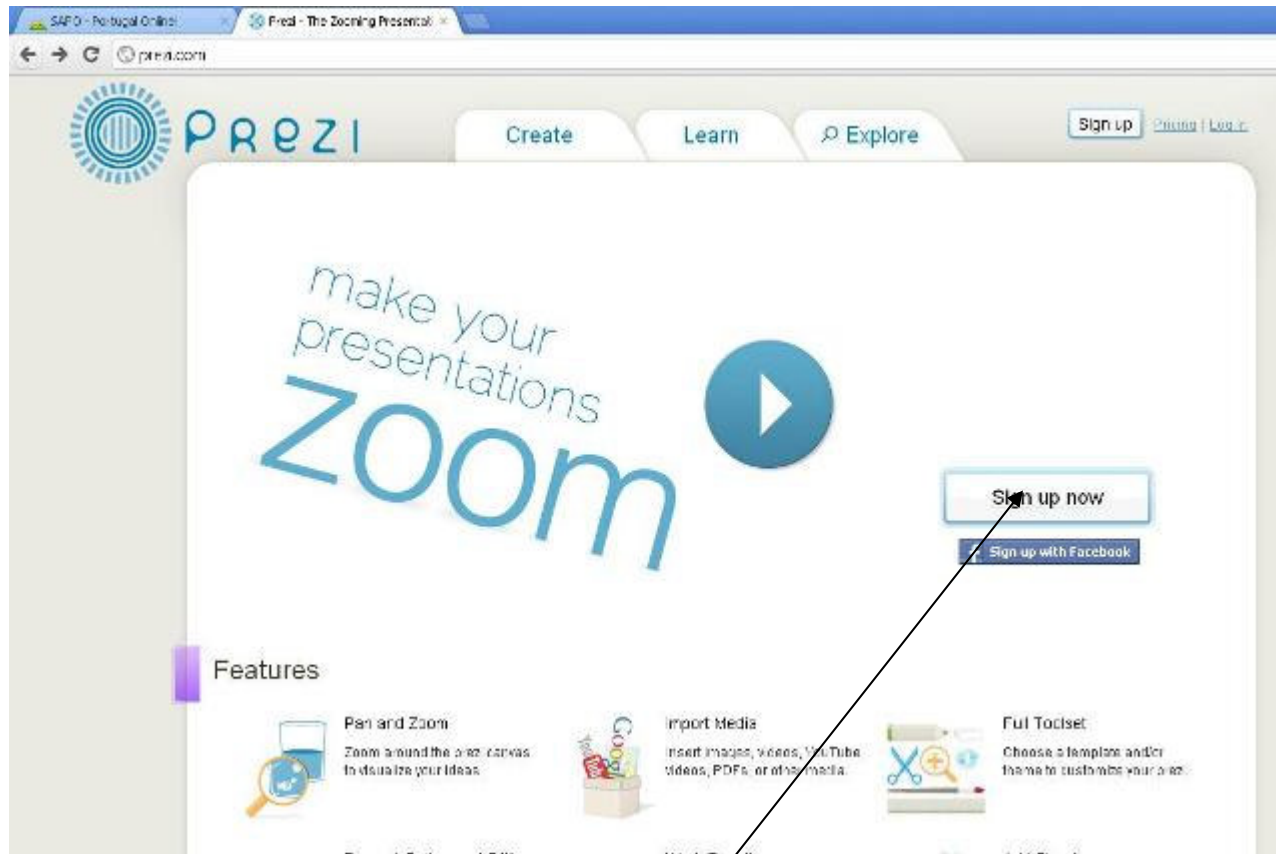 SAPO - Portugal Online!
Prezi - The Zooming Presentati
prezi.com
PREZI
Create
Learn
Explore
Sign up
Pricing | Log in
make your
presentations
zoom
Sign up now
f Sign up with Facebook
Features
Pan and Zoom
Zoom around the prezi canvas
to visualize your ideas
Import Media
Insert images, videos, YouTube
videos, PDFs, or other media.
Full Toolset
Choose a template and/or
theme to customize your prezi.